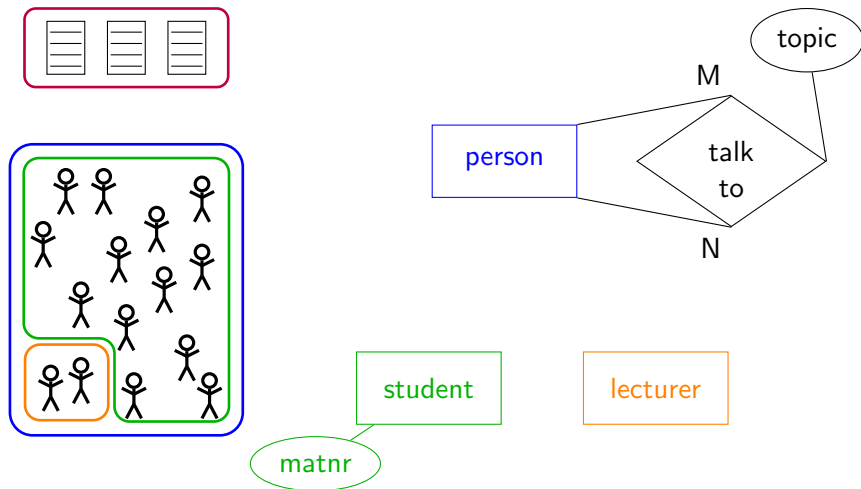 topic
M
person
talk
to
N
student
lecturer
matnr